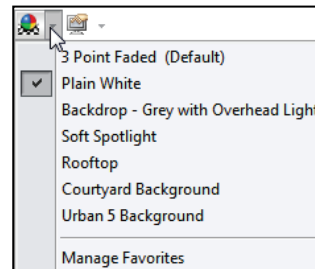 3 Point Faded (Default)
Plain White
Backdrop - Grey with Overhead Light
Soft Spotlight
Rooftop
Courtyard Background
Urban 5 Background
Manage Favorites